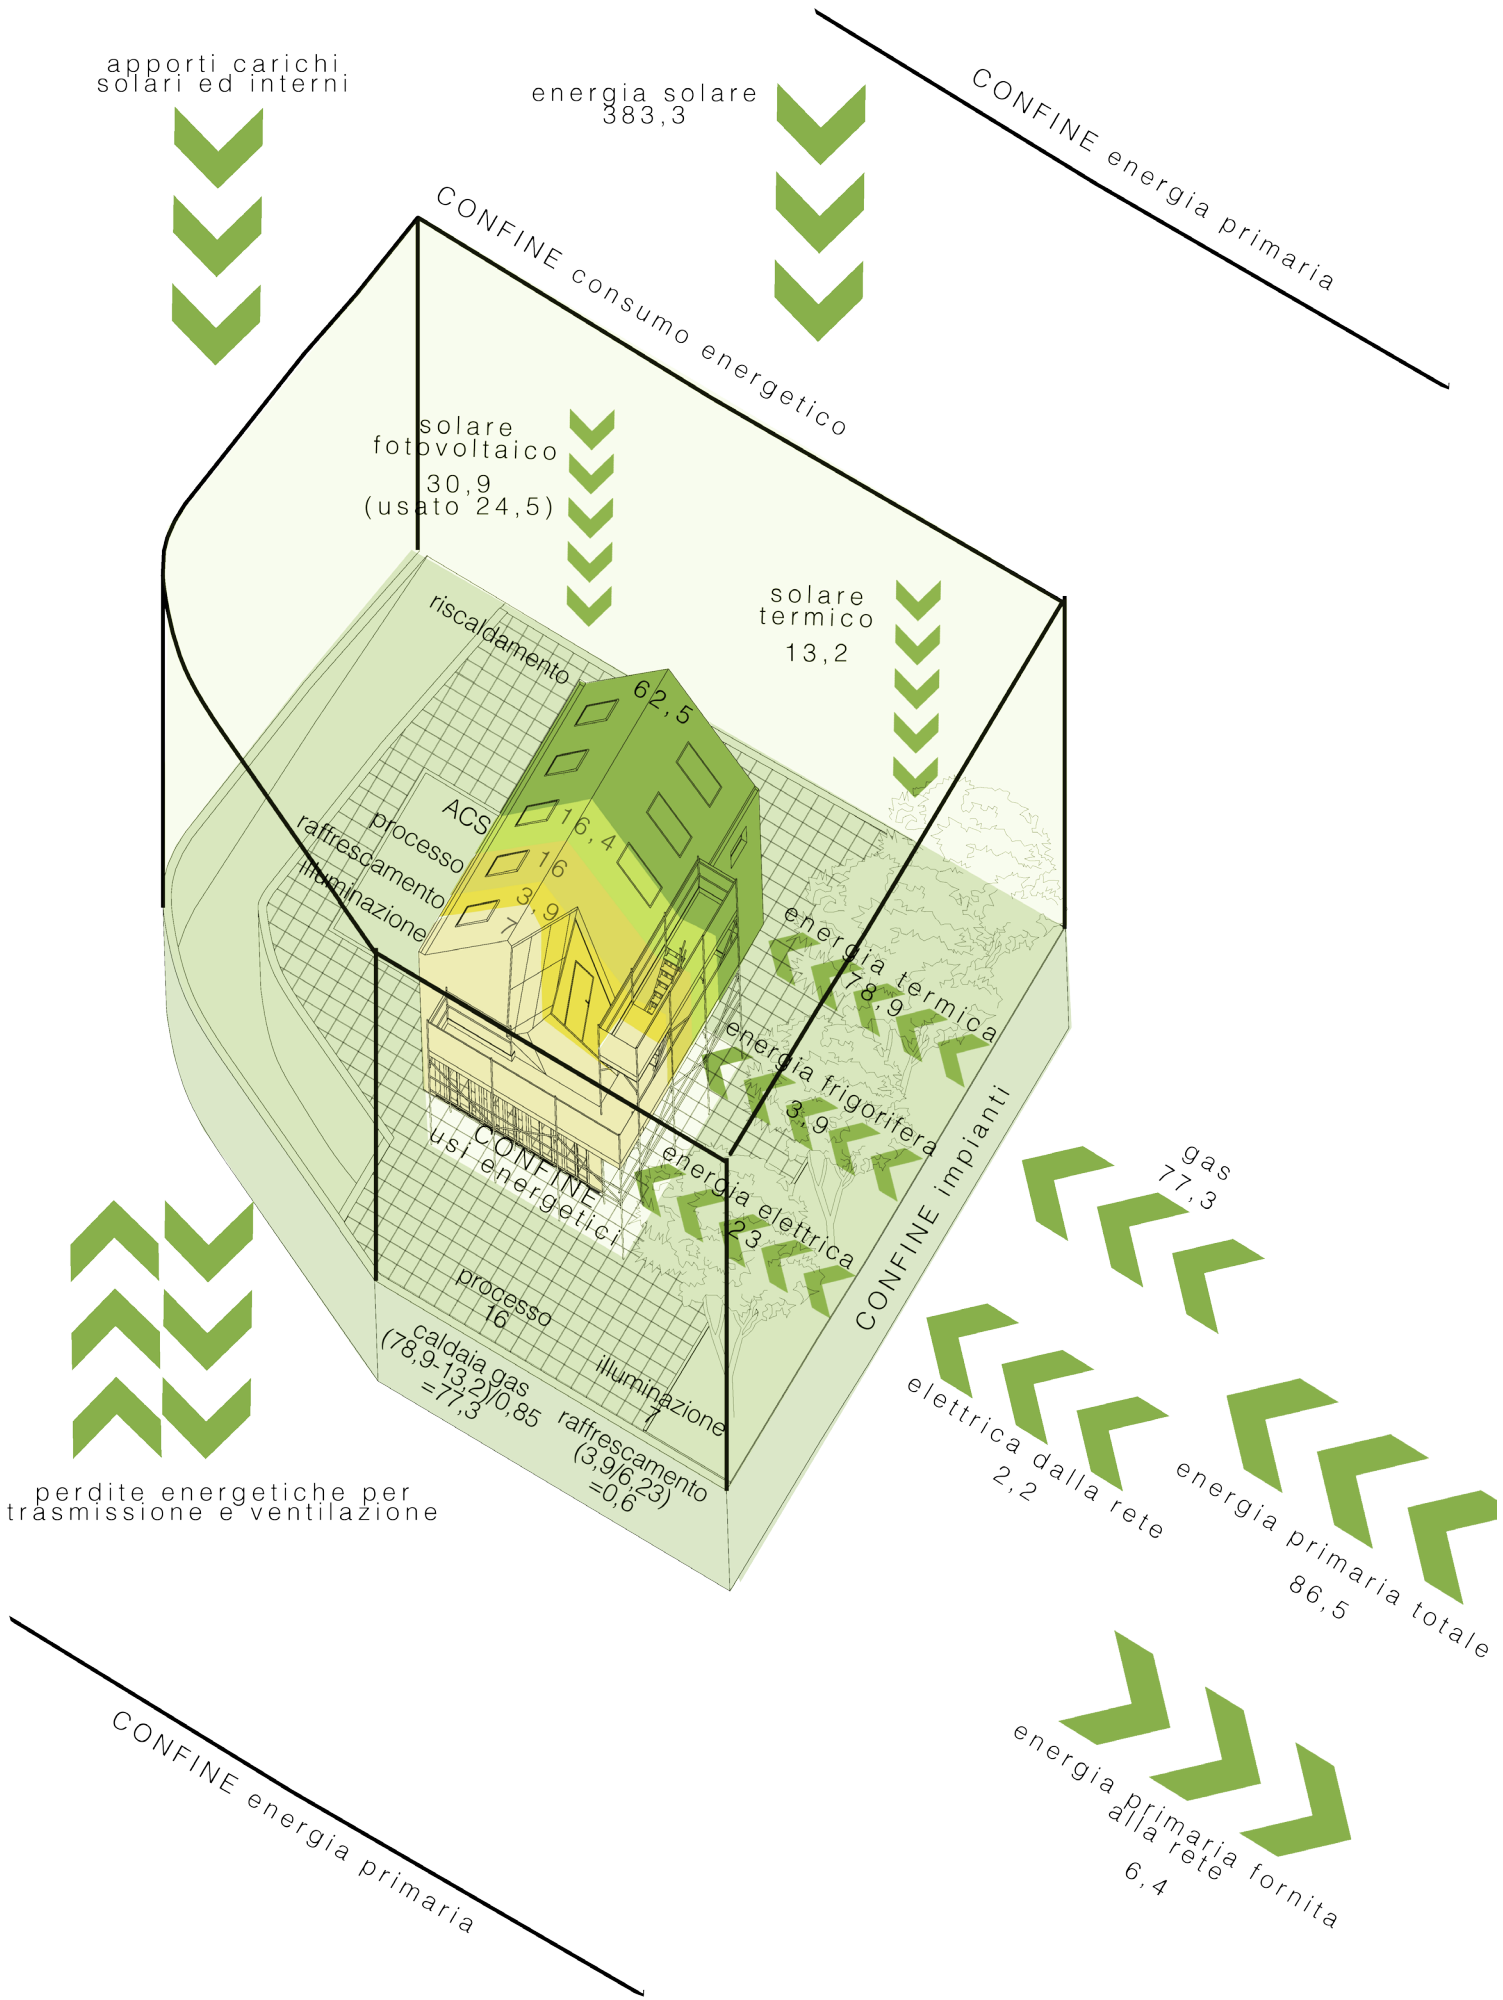 apporti carichi
solari ed interni
energia solare
383,3
CONFINE energia primaria
CONFINE consumo energetico
solare
fotovoltaico
30,9
(usato 24,5)
solare
termico
13,2
riscaldamento
62,5
ACS
16,4
processo
16
raffrescamento
3,9
illuminazione
7
energia termica
78,9
energia frigorifera
3,9
energia elettrica
23
CONFINE
usi energetici
CONFINE impianti
gas
77,3
processo
16
caldaia gas
(78,9-13,2)/0,85
=77,3
illuminazione
7
raffrescamento
(3,9/6,23)
=0,6
elettrica dalla rete
2,2
energia primaria totale
86,5
perdite energetiche per
trasmissione e ventilazione
energia primaria fornita
alla rete
6,4
CONFINE energia primaria